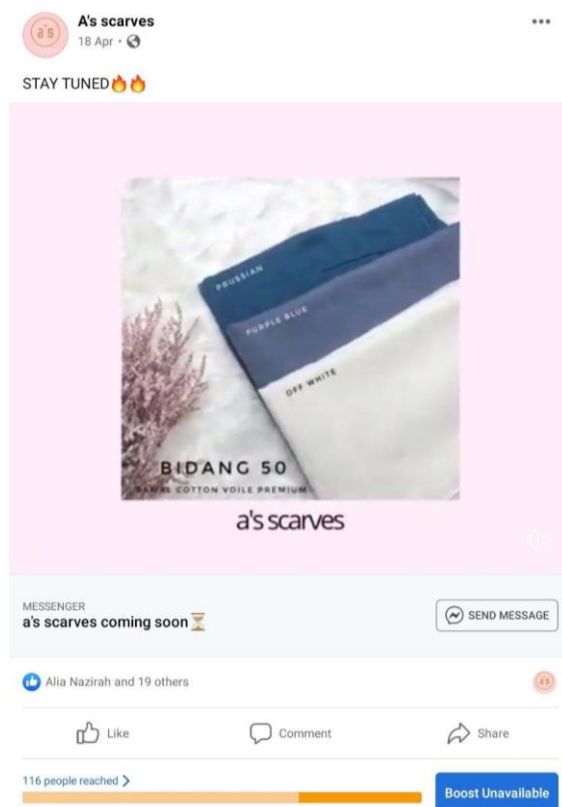 a's
A's scarves
18 Apr
STAY TUNED🔥🔥
PRUSSIAN
PURPLE BLUE
OFF WHITE
BIDANG 50
BAWAL COTTON VOILE PREMIUM
a's scarves
MESSENGER
a's scarves coming soon⏳
SEND MESSAGE
Alia Nazirah and 19 others
a's
Like
Comment
Share
116 people reached
Boost Unavailable